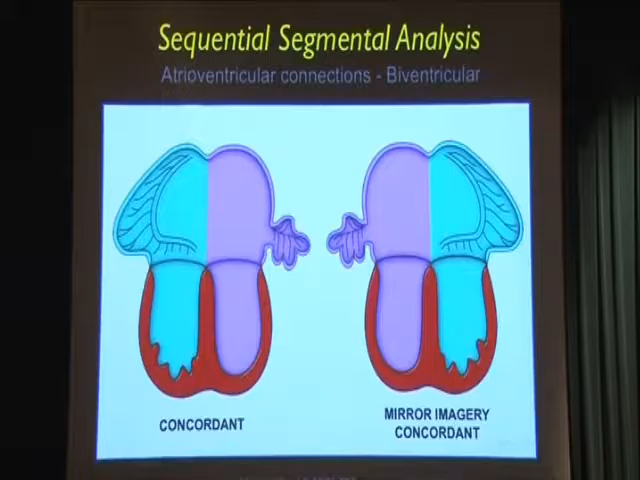 Sequential Segmental Analysis
Atrioventricular connections - Biventricular
CONCORDANT
MIRROR IMAGERY
CONCORDANT